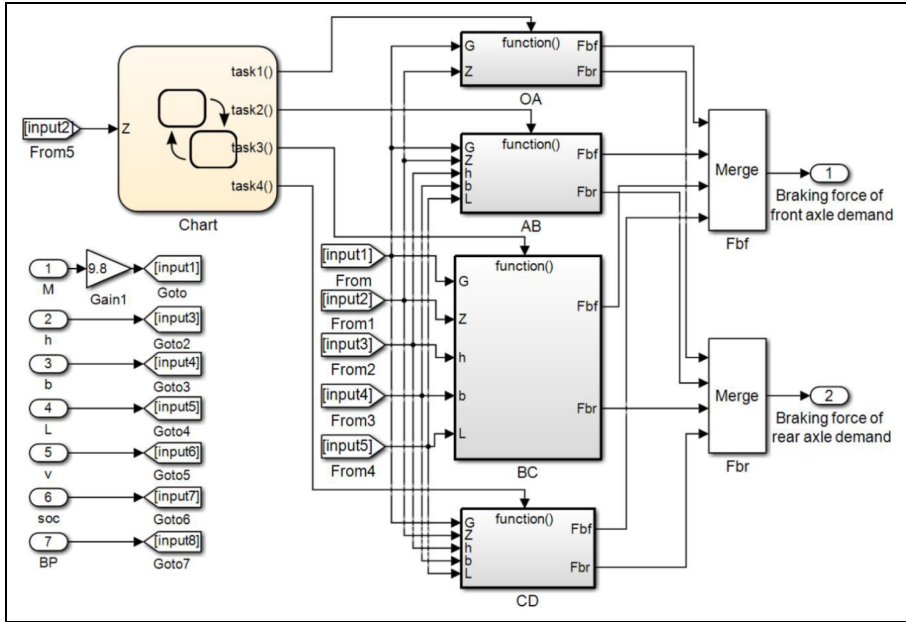 [input2]
From5
Z
task1()
task2()
task3()
task4()
Chart
function()
G
Z
Fbf
Fbr
OA
function()
G
Z
h
b
L
Fbf
Fbr
AB
function()
G
Z
h
b
L
Fbf
Fbr
BC
function()
G
Z
h
b
L
Fbf
Fbr
CD
[input1]
From
[input2]
From1
[input3]
From2
[input4]
From3
[input5]
From4
1
M
9.8
Gain1
[input1]
Goto
2
h
[input3]
Goto2
3
b
[input4]
Goto3
4
L
[input5]
Goto4
5
v
[input6]
Goto5
6
soc
[input7]
Goto6
7
BP
[input8]
Goto7
Merge
Fbf
1
Braking force of
front axle demand
Merge
Fbr
2
Braking force of
rear axle demand